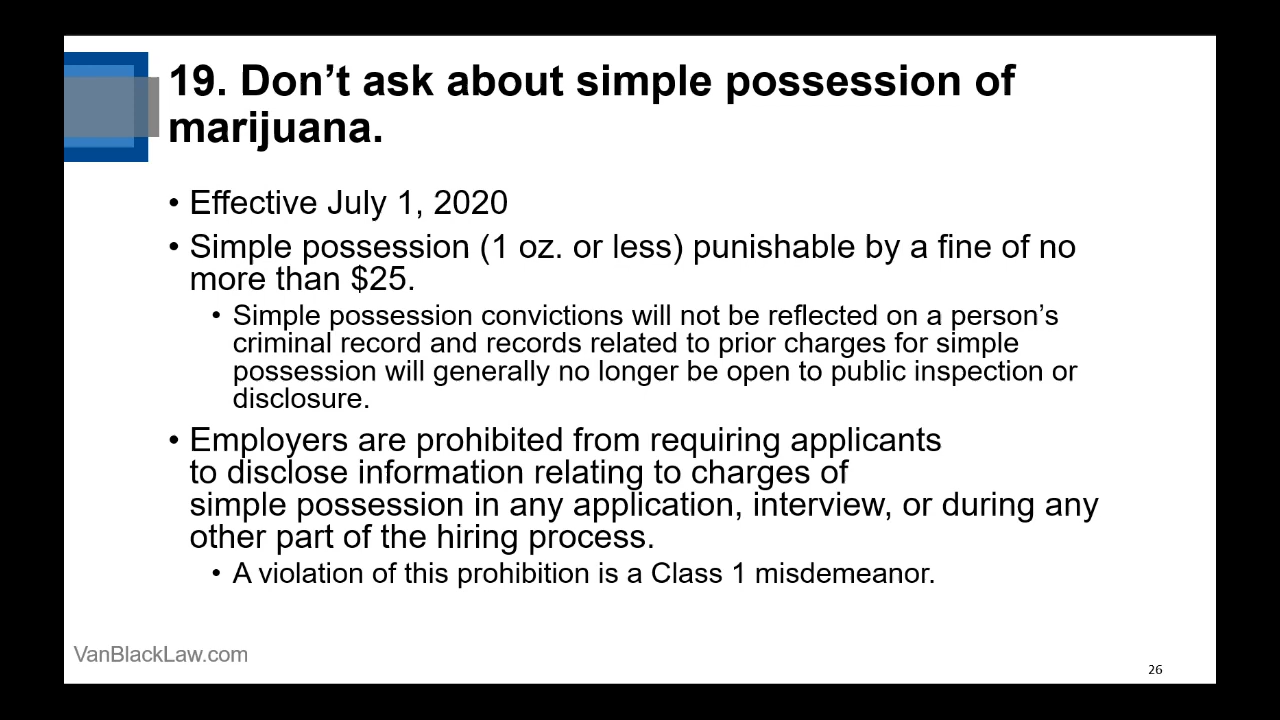 19. Don’t ask about simple possession of
marijuana.
• Effective July 1, 2020
• Simple possession (1 oz. or less) punishable by a fine of no
more than $25.
• Simple possession convictions will not be reflected on a person’s
criminal record and records related to prior charges for simple
possession will generally no longer be open to public inspection or
disclosure.
• Employers are prohibited from requiring applicants
to disclose information relating to charges of
simple possession in any application, interview, or during any
other part of the hiring process.
• A violation of this prohibition is a Class 1 misdemeanor.
VanBlackLaw.com
26